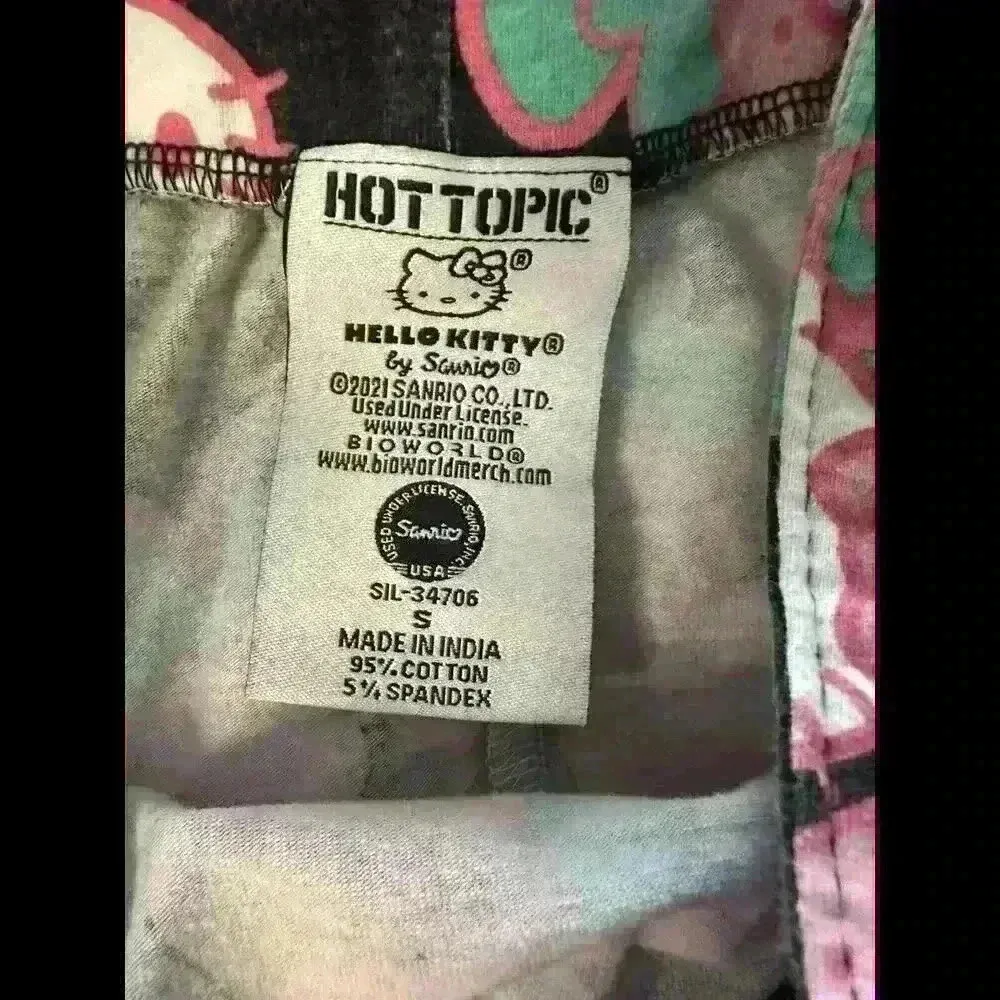 HOT TOPIC®
®
HELLO KITTY®
by Sanrio®
©2021 SANRIO CO.,LTD.
Used Under License.
www.sanrio.com
BIOWORLD®
www.bioworldmerch.com
USED UNDER LICENSE. SANRIO, INC.
Sanrio
USA
SIL-34706
S
MADE IN INDIA
95% COTTON
5% SPANDEX